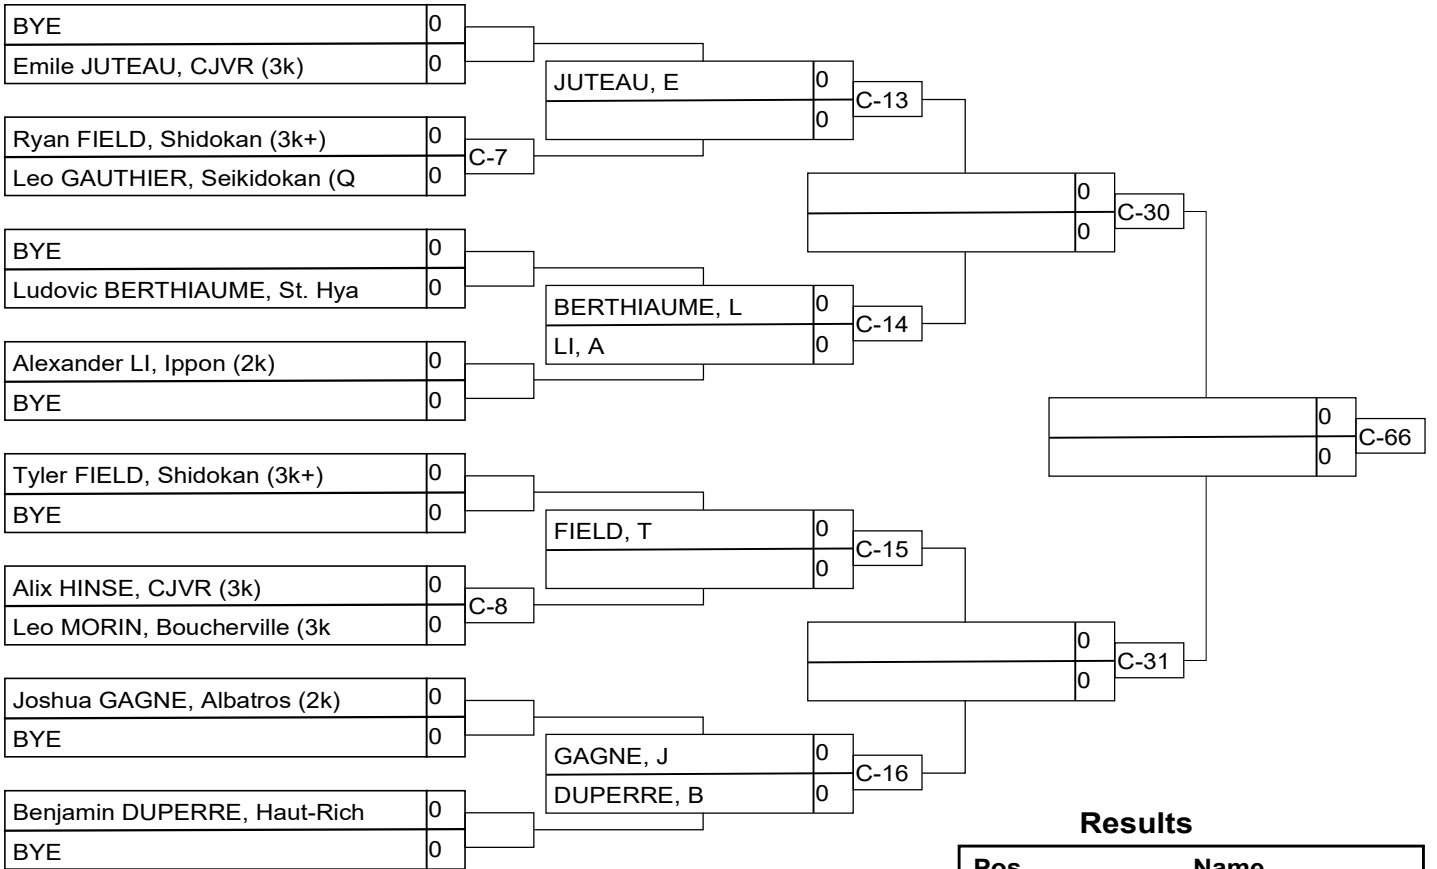 BYE 0
Emile JUTEAU, CJVR (3k) 0
JUTEAU, E 0
0
C-13
Ryan FIELD, Shidokan (3k+) 0
Leo GAUTHIER, Seikidokan (Q 0
C-7
0
0
C-30
BYE 0
Ludovic BERTHIAUME, St. Hya 0
BERTHIAUME, L 0
LI, A 0
C-14
Alexander LI, Ippon (2k) 0
BYE 0
0
0
C-66
Tyler FIELD, Shidokan (3k+) 0
BYE 0
FIELD, T 0
0
C-15
Alix HINSE, CJVR (3k) 0
Leo MORIN, Boucherville (3k 0
C-8
0
0
C-31
Joshua GAGNE, Albatros (2k) 0
BYE 0
GAGNE, J 0
DUPERRE, B 0
C-16
Benjamin DUPERRE, Haut-Rich 0
BYE 0
Results
Pos Name